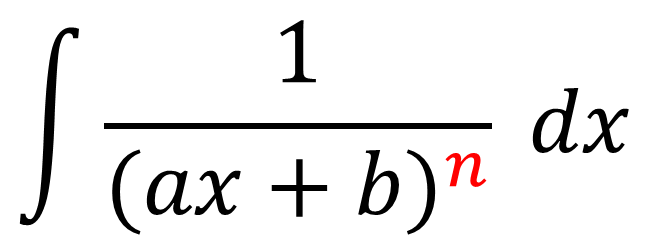 ∫ 1/(ax + b)ⁿ dx